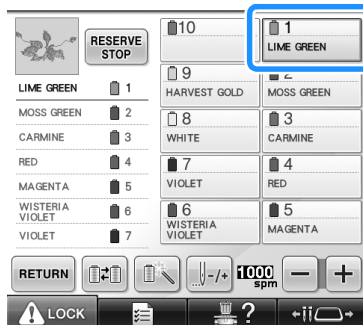 RESERVE
STOP
LIME GREEN 1
MOSS GREEN 2
CARMINE 3
RED 4
MAGENTA 5
WISTERIA
VIOLET 6
VIOLET 7
10
1
LIME GREEN
9
HARVEST GOLD
2
MOSS GREEN
8
WHITE
3
CARMINE
7
VIOLET
4
RED
6
WISTERIA
VIOLET
5
MAGENTA
RETURN
-/+
1000
spm
–
+
LOCK
?